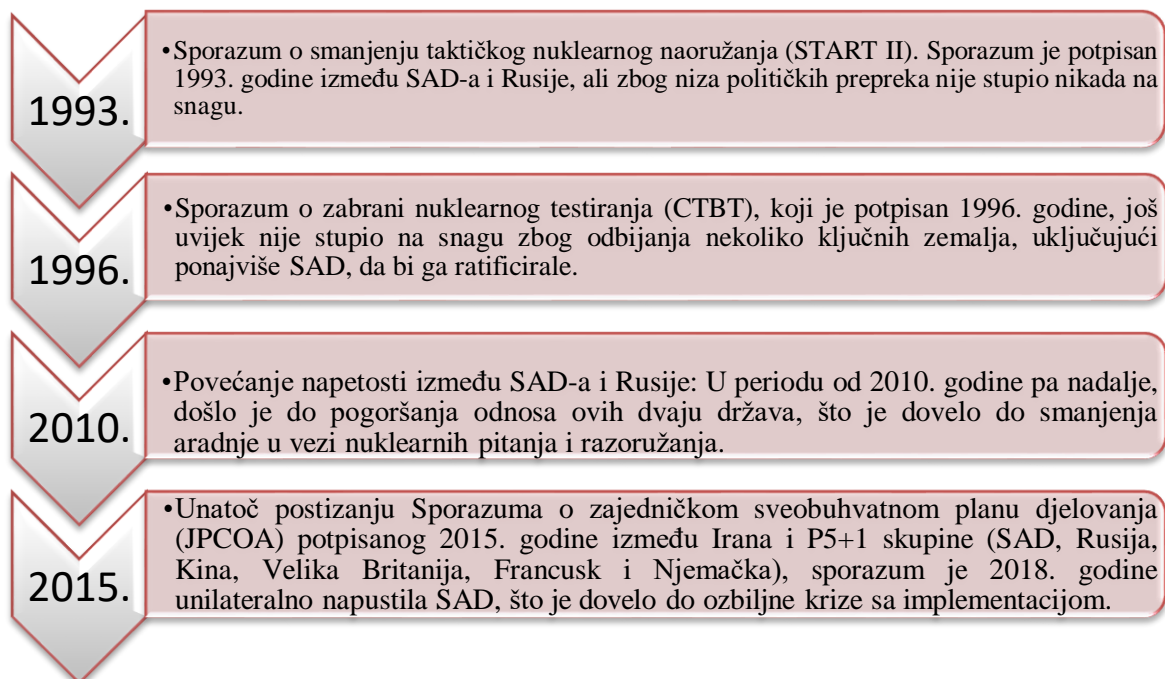 1993.
•Sporazum o smanjenju taktičkog nuklearnog naoružanja (START II). Sporazum je potpisan
1993. godine između SAD-a i Rusije, ali zbog niza političkih prepreka nije stupio nikada na
snagu.
1996.
•Sporazum o zabrani nuklearnog testiranja (CTBT), koji je potpisan 1996. godine, još
uvijek nije stupio na snagu zbog odbijanja nekoliko ključnih zemalja, uključujući
ponajviše SAD, da bi ga ratificirale.
2010.
•Povećanje napetosti između SAD-a i Rusije: U periodu od 2010. godine pa nadalje,
došlo je do pogoršanja odnosa ovih dvaju država, što je dovelo do smanjenja
aradnje u vezi nuklearnih pitanja i razoružanja.
2015.
•Unatoč postizanju Sporazuma o zajedničkom sveobuhvatnom planu djelovanja
(JPCOA) potpisanog 2015. godine između Irana i P5+1 skupine (SAD, Rusija,
Kina, Velika Britanija, Francusk i Njemačka), sporazum je 2018. godine
unilateralno napustila SAD, što je dovelo do ozbiljne krize sa implementacijom.